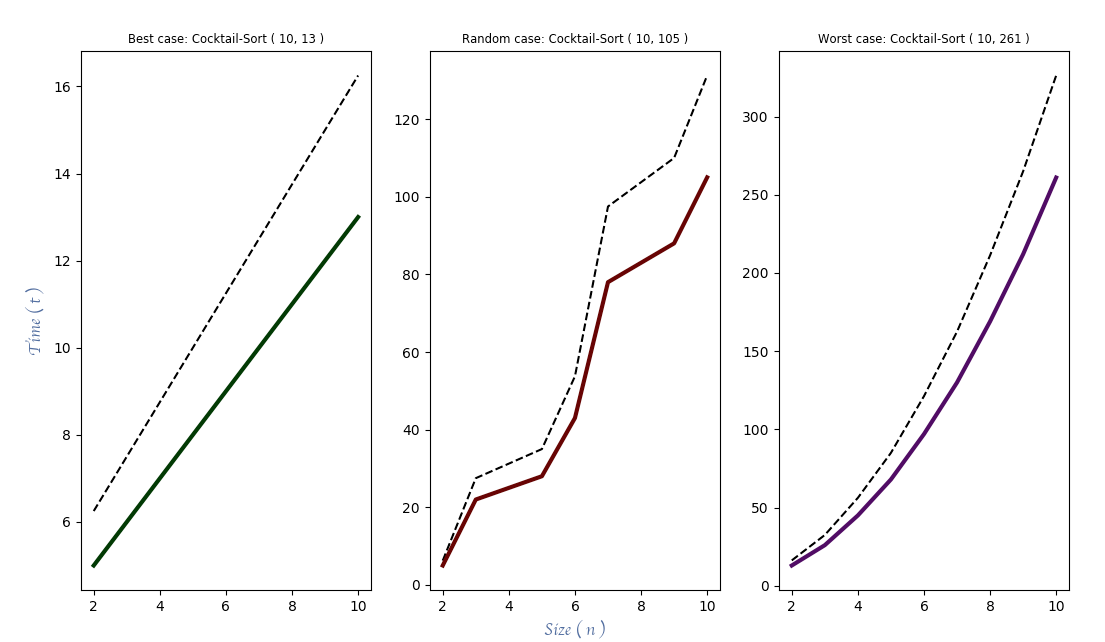 Best case: Cocktail-Sort ( 10, 13 )
Random case: Cocktail-Sort ( 10, 105 )
Worst case: Cocktail-Sort ( 10, 261 )
Time ( t )
16
14
12
10
8
6
2 4 6 8 10
120
100
80
60
40
20
0
2 4 6 8 10
300
250
200
150
100
50
0
2 4 6 8 10
Size ( n )